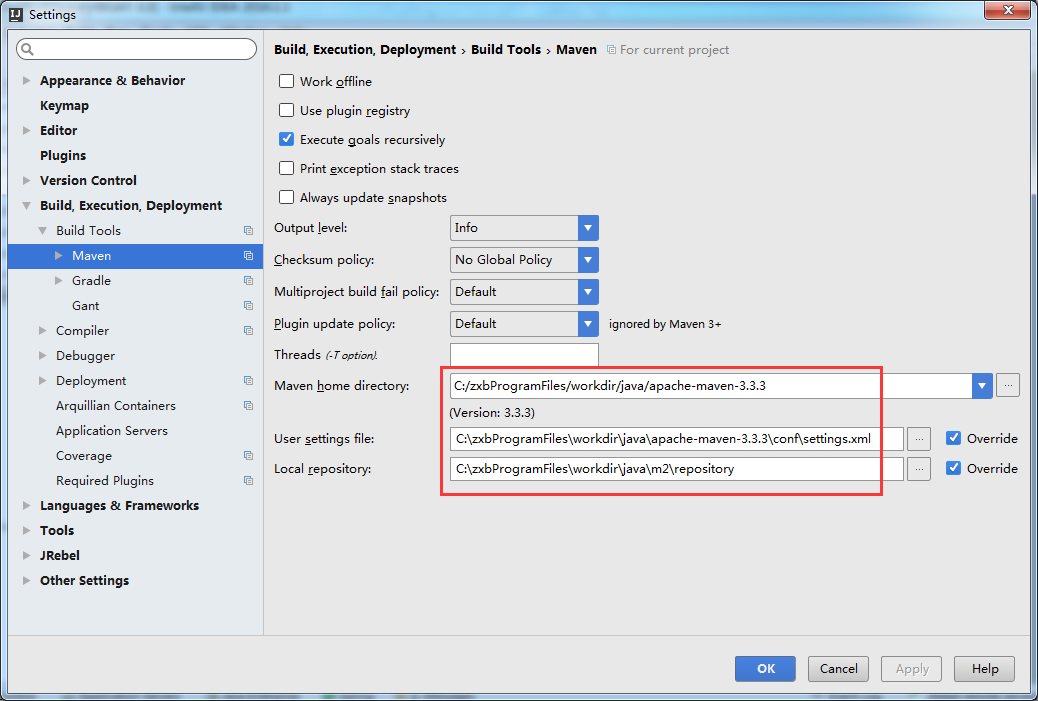 Settings
Build, Execution, Deployment › Build Tools › Maven For current project
Appearance & Behavior
Keymap
Editor
Plugins
Version Control
Build, Execution, Deployment
Build Tools
Maven
Gradle
Gant
Compiler
Debugger
Deployment
Arquillian Containers
Application Servers
Coverage
Required Plugins
Languages & Frameworks
Tools
JRebel
Other Settings
Work offline
Use plugin registry
Execute goals recursively
Print exception stack traces
Always update snapshots
Output level: Info
Checksum policy: No Global Policy
Multiproject build fail policy: Default
Plugin update policy: Default ignored by Maven 3+
Threads (-T option).
Maven home directory: C:/zxbProgramFiles/workdir/java/apache-maven-3.3.3 ...
(Version: 3.3.3)
User settings file: C:\zxbProgramFiles\workdir\java\apache-maven-3.3.3\conf\settings.xml ... Override
Local repository: C:\zxbProgramFiles\workdir\java\m2\repository ... Override
OK Cancel Apply Help